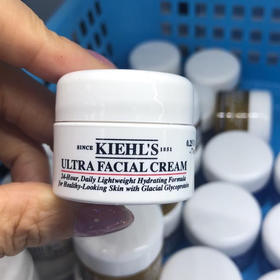 SINCE KIEHL'S 1851
ULTRA FACIAL CREAM
24-Hour, Daily Lightweight Hydrating Formula
for Healthy-Looking Skin with Glacial Glycoprotein